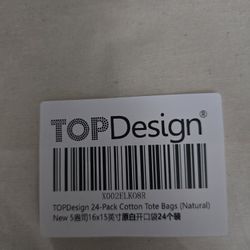 TOPDesign®
X002ELK08R
TOPDesign 24-Pack Cotton Tote Bags (Natural)
New 5盎司16x15英寸原白开口袋24个装